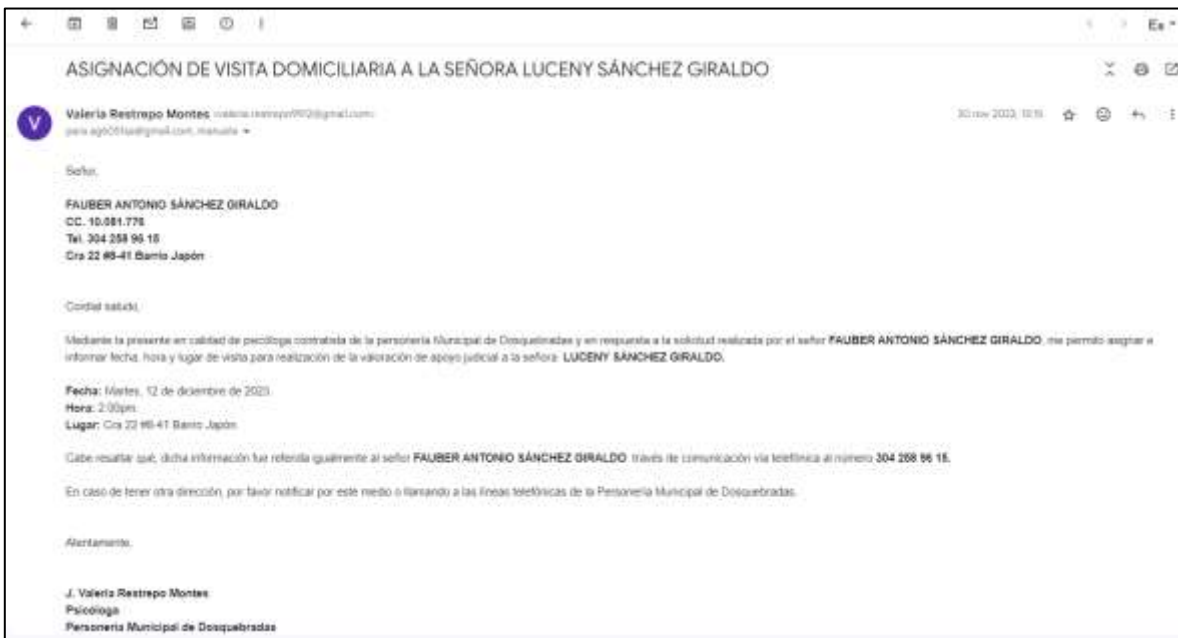 Es
ASIGNACIÓN DE VISITA DOMICILIARIA A LA SEÑORA LUCENY SÁNCHEZ GIRALDO
V
Valeria Restrepo Montes
30 nov 2023,
Señor,
FAUBER ANTONIO SÁNCHEZ GIRALDO
CC. 10.081.776
Tel. 304 258 96 15
Cra 22 #8-41 Barrio Japón
Cordial saludo,
Mediante la presente en calidad de psicóloga contratista de la personería Municipal de Dosquebradas y en respuesta a la solicitud realizada por el señor FAUBER ANTONIO SÁNCHEZ GIRALDO, me permito asignar e
informar fecha, hora y lugar de visita para realización de la valoración de apoyo judicial a la señora LUCENY SÁNCHEZ GIRALDO.
Fecha: Martes, 12 de diciembre de 2023.
Hora: 2:00pm
Lugar: Cra 22 #8-41 Barrio Japón
Cabe resaltar qué, dicha información fue referida igualmente al señor FAUBER ANTONIO SÁNCHEZ GIRALDO través de comunicación vía telefónica al número 304 258 96 15.
En caso de tener otra dirección, por favor notificar por este medio o llamando a las líneas telefónicas de la Personería Municipal de Dosquebradas.
Atentamente,
J. Valeria Restrepo Montes
Psicóloga
Personería Municipal de Dosquebradas